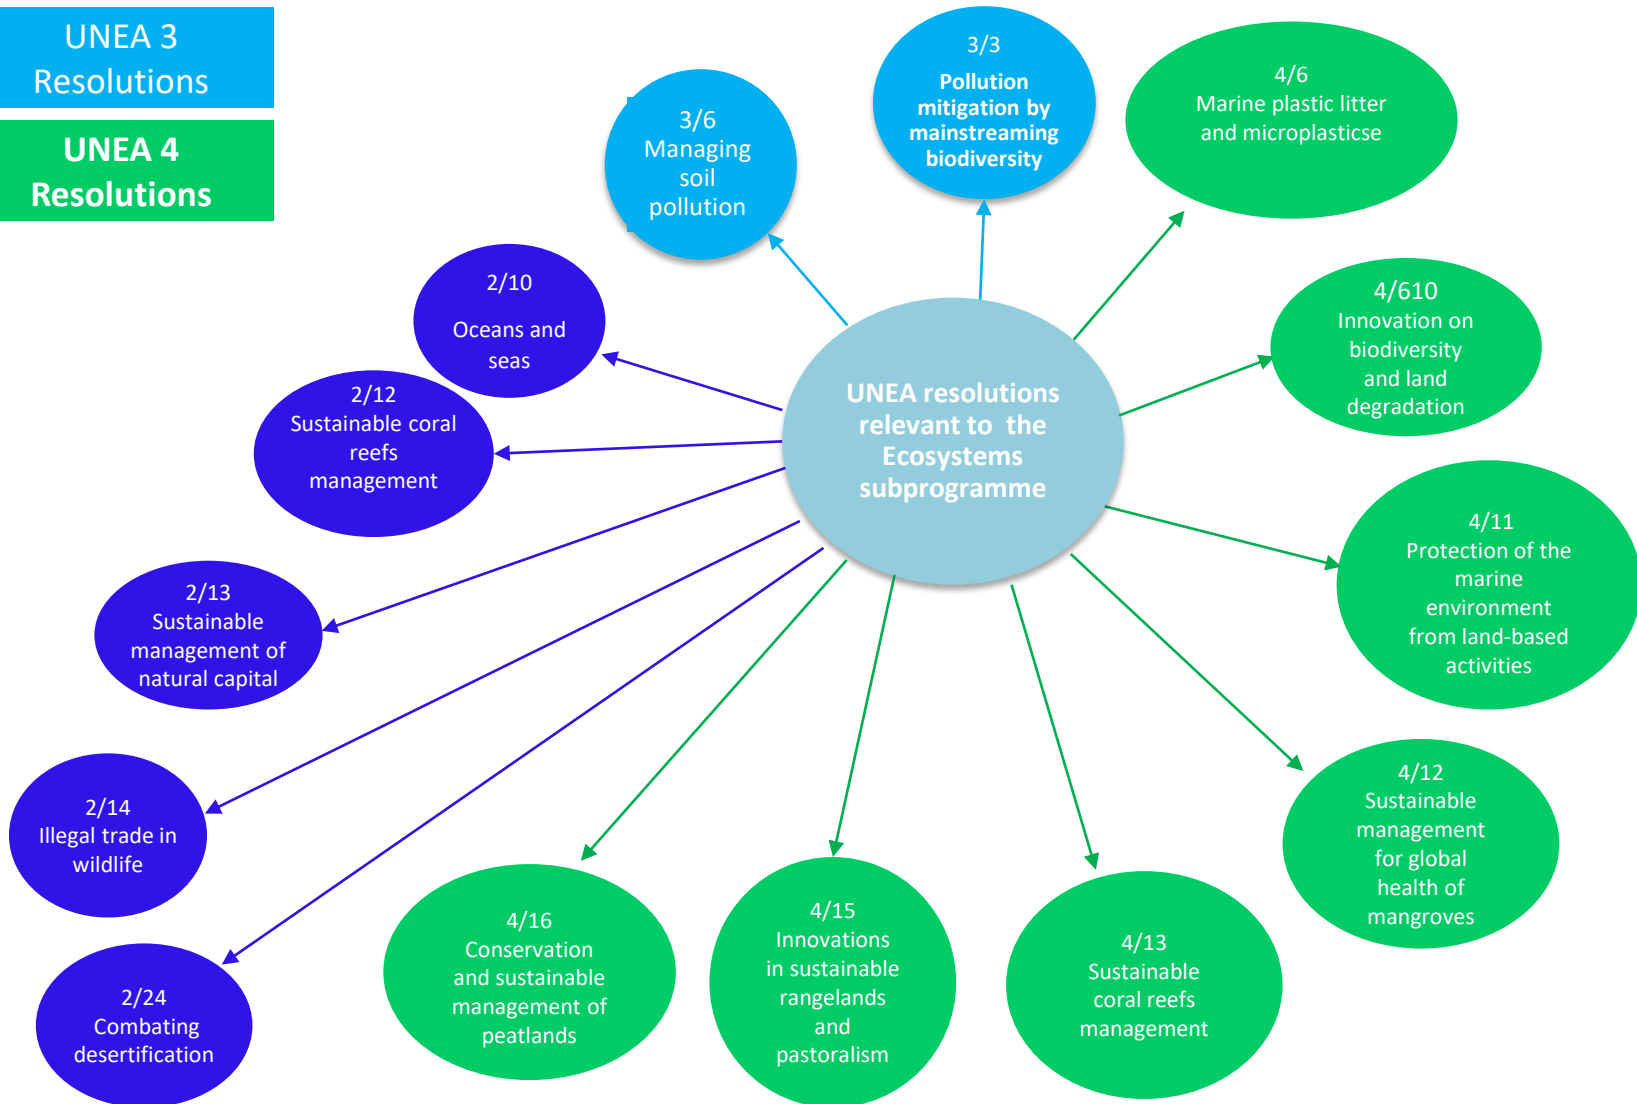 UNEA 3
Resolutions
UNEA 4
Resolutions
3/6
Managing
soil
pollution
3/3
Pollution
mitigation by
mainstreaming
biodiversity
4/6
Marine plastic litter
and microplasticse
2/10
Oceans and
seas
4/610
Innovation on
biodiversity
and land
degradation
2/12
Sustainable coral
reefs
management
UNEA resolutions
relevant to the
Ecosystems
subprogramme
4/11
Protection of the
marine
environment
from land-based
activities
2/13
Sustainable
management of
natural capital
2/14
Illegal trade in
wildlife
4/12
Sustainable
management
for global
health of
mangroves
2/24
Combating
desertification
4/16
Conservation
and sustainable
management of
peatlands
4/15
Innovations
in sustainable
rangelands
and
pastoralism
4/13
Sustainable
coral reefs
management